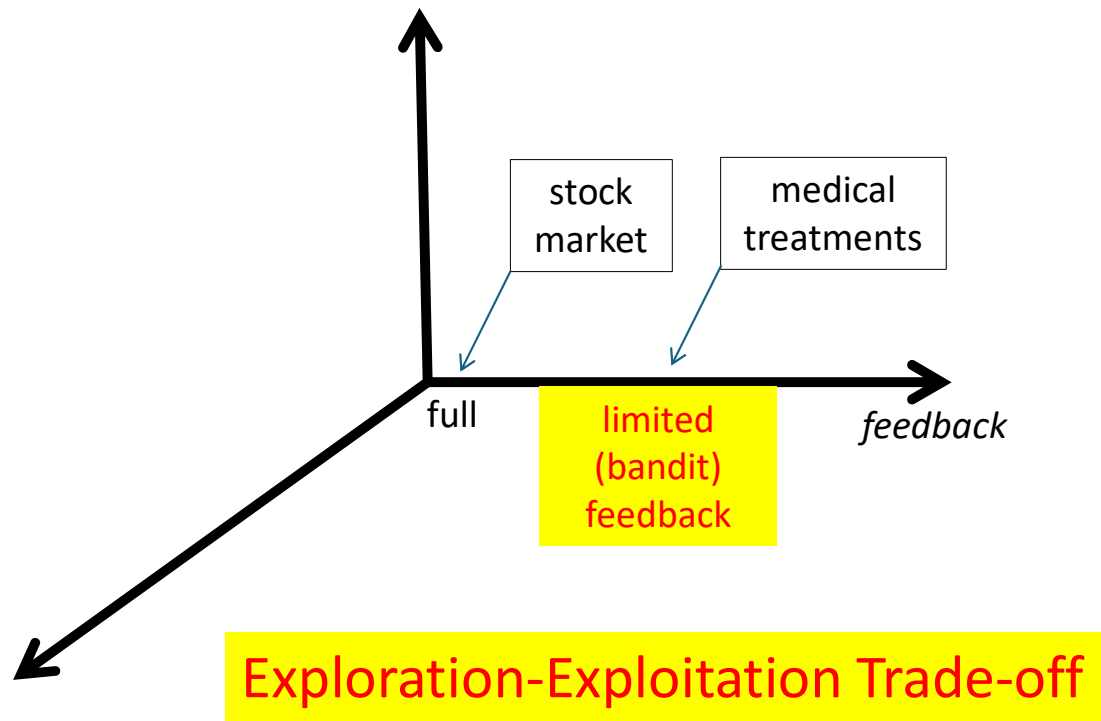 stock
market
medical
treatments
full
limited
(bandit)
feedback
feedback
Exploration-Exploitation Trade-off